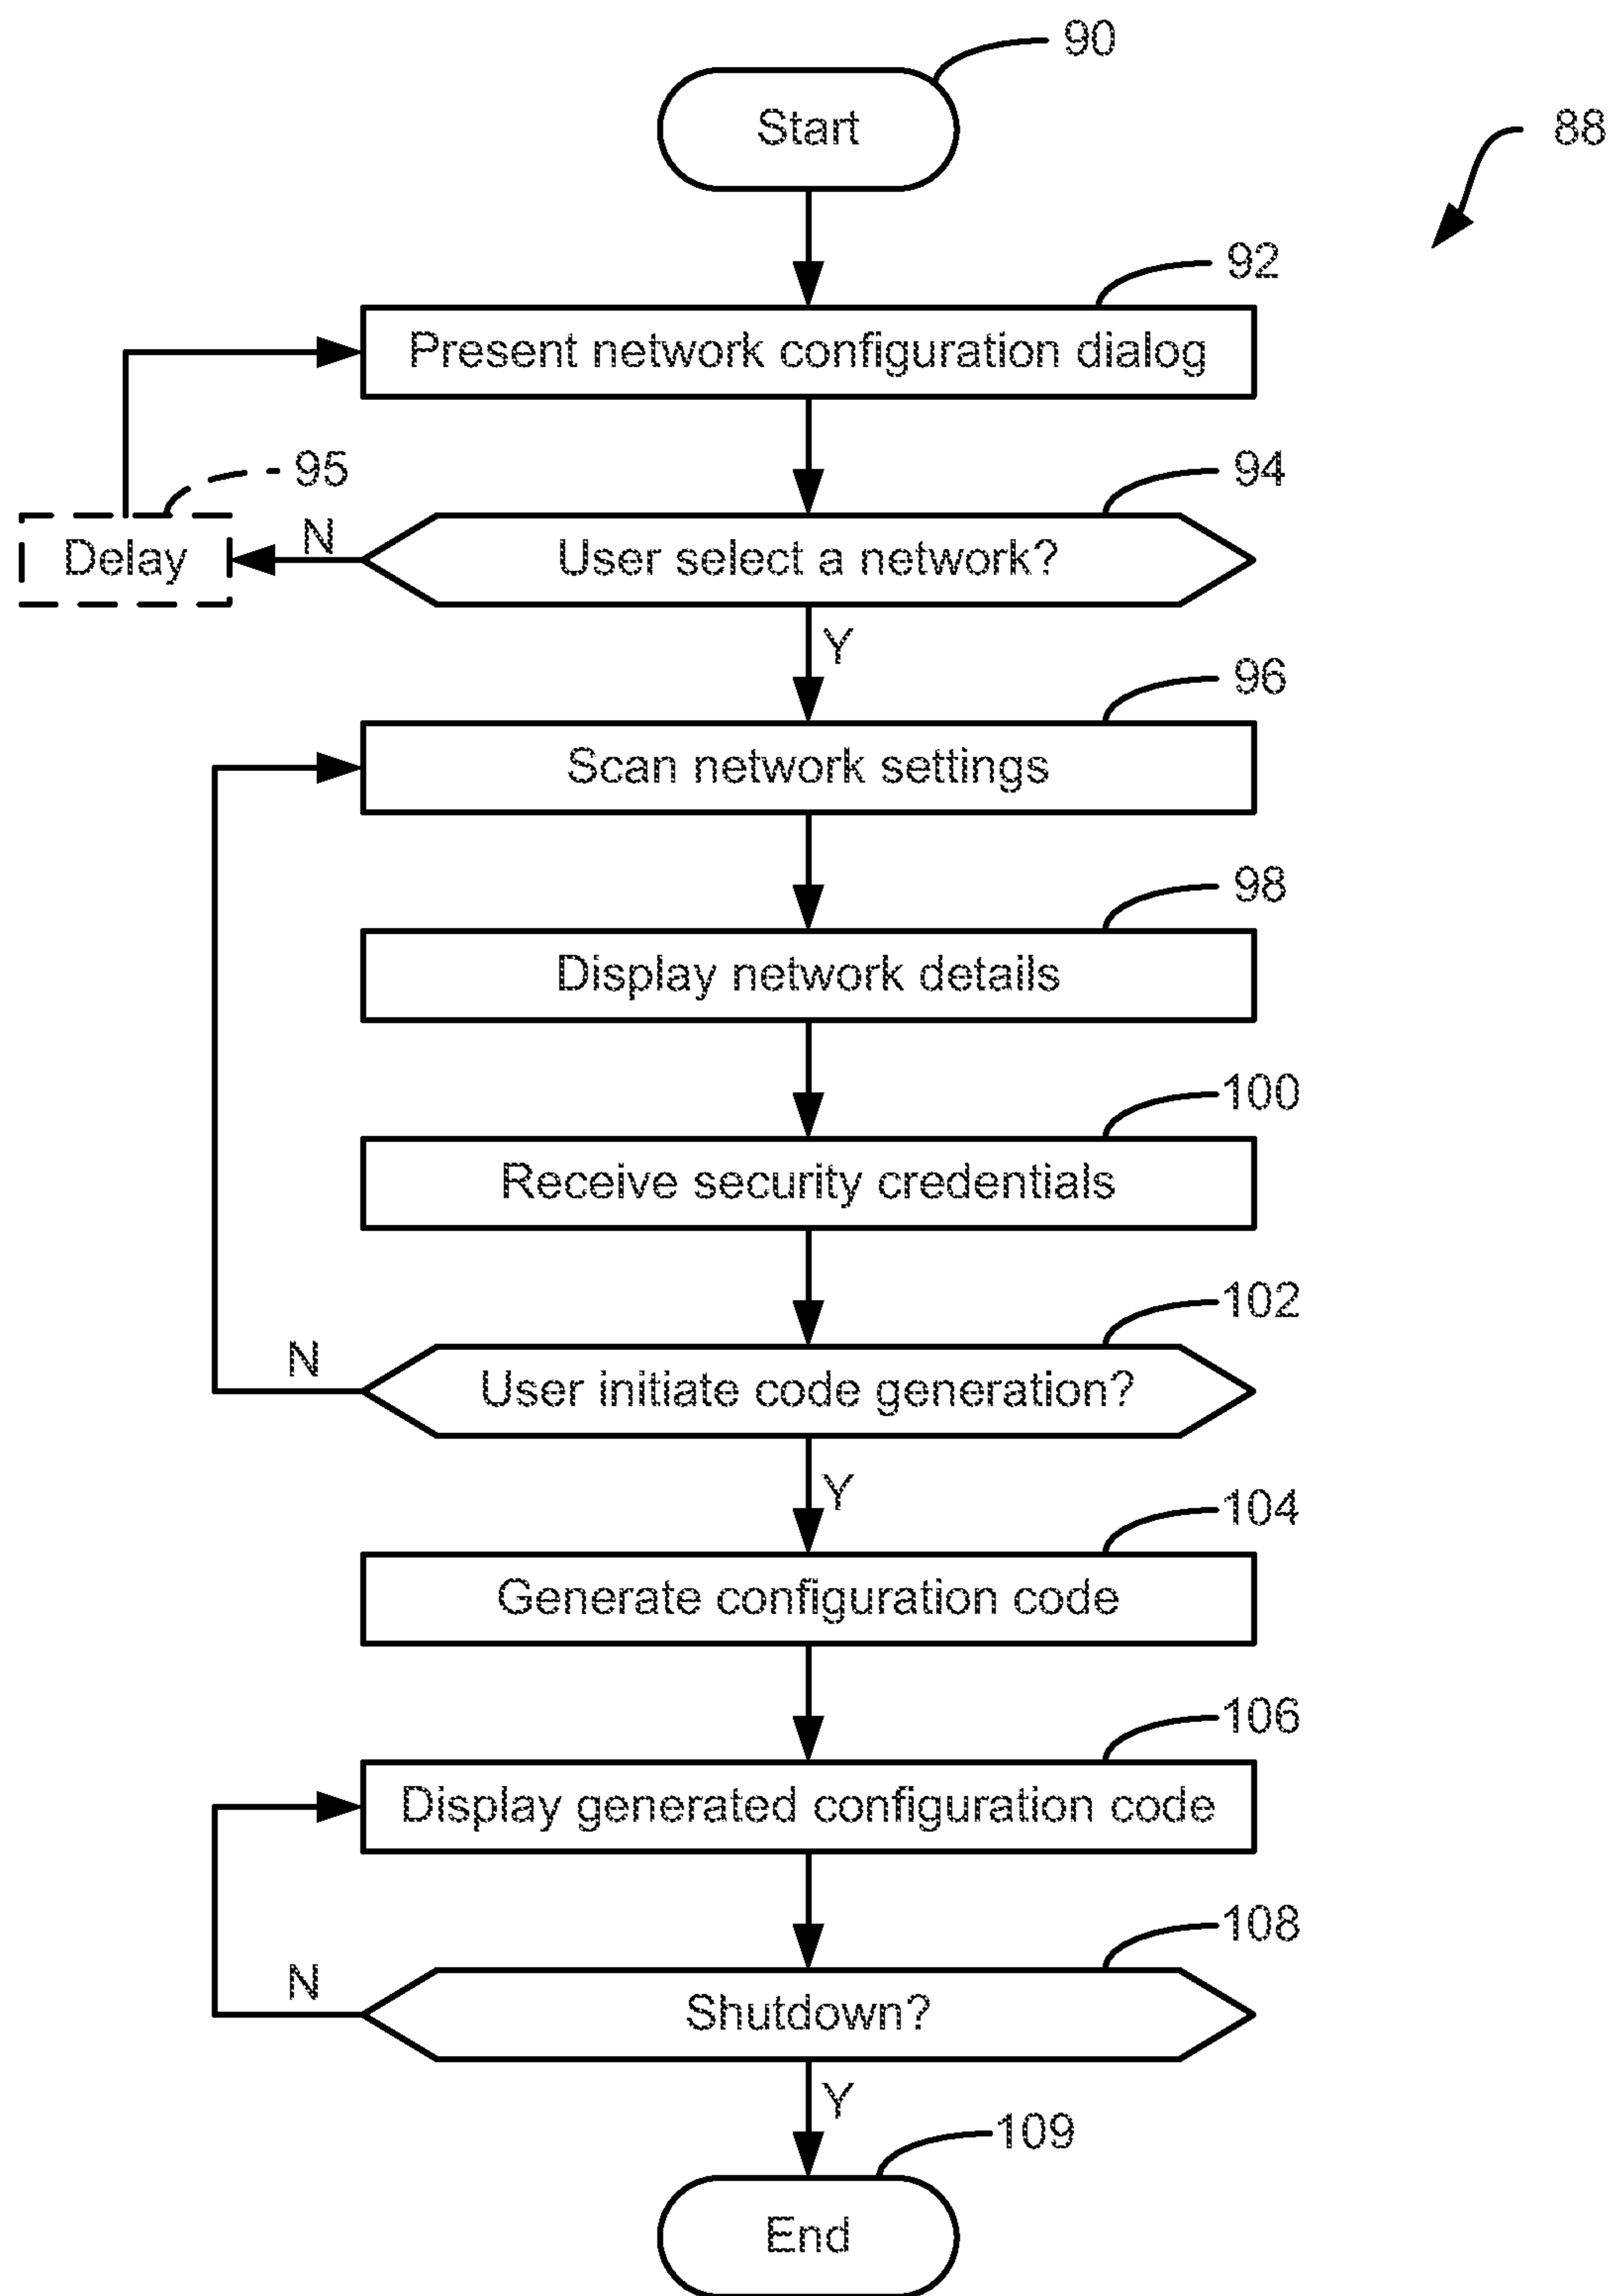 90
Start
88
92
Present network configuration dialog
95
94
Delay
N
User select a network?
Y
96
Scan network settings
98
Display network details
100
Receive security credentials
102
N
User initiate code generation?
Y
104
Generate configuration code
106
Display generated configuration code
108
N
Shutdown?
Y
109
End